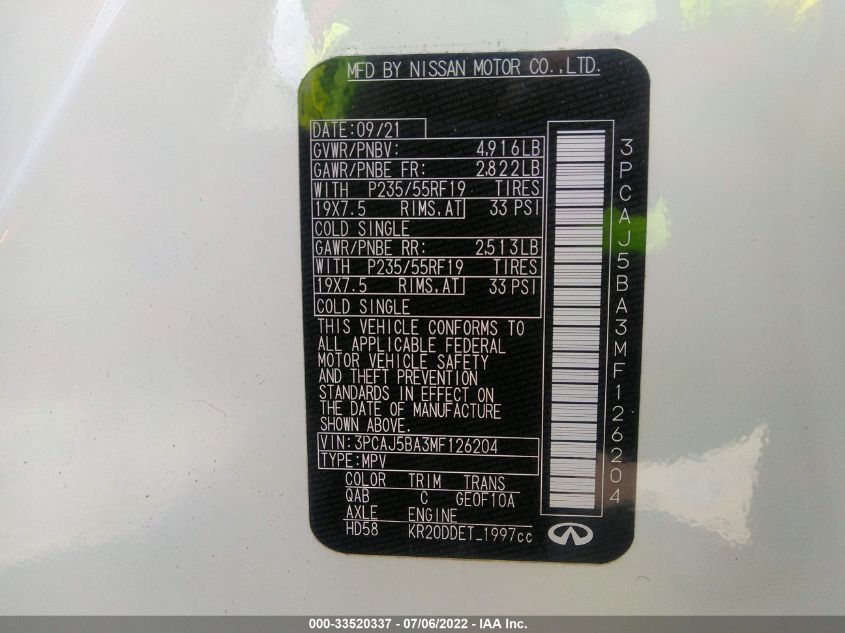 MFD BY NISSAN MOTOR CO.,LTD.
DATE:09/21
GVWR/PNBV: 4,916LB
GAWR/PNBE FR: 2,822LB
WITH P235/55RF19 TIRES
19X7.5 RIMS,AT 33 PSI
COLD SINGLE
GAWR/PNBE RR: 2,513LB
WITH P235/55RF19 TIRES
19X7.5 RIMS,AT 33 PSI
COLD SINGLE
THIS VEHICLE CONFORMS TO
ALL APPLICABLE FEDERAL
MOTOR VEHICLE SAFETY
AND THEFT PREVENTION
STANDARDS IN EFFECT ON
THE DATE OF MANUFACTURE
SHOWN ABOVE.
VIN:3PCAJ5BA3MF126204
TYPE:MPV
COLOR TRIM TRANS
QAB C GE0F10A
AXLE ENGINE
HD58 KR20DDET_1997cc
3PCAJ5BA3MF126204
000-33520337 - 07/06/2022 - IAA Inc.